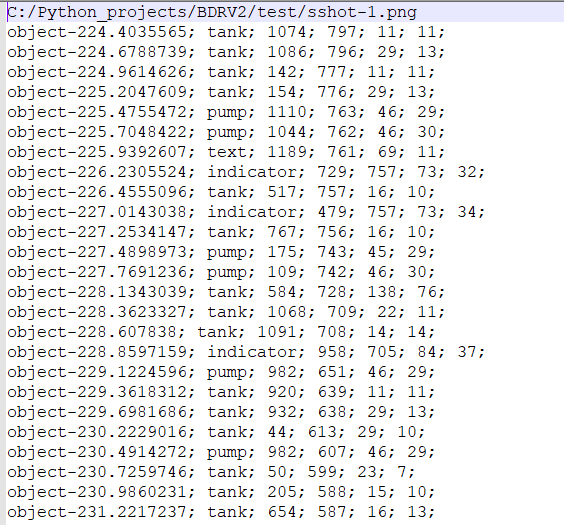 C:/Python_projects/BDRV2/test/sshot-1.png
object-224.4035565; tank; 1074; 797; 11; 11;
object-224.6788739; tank; 1086; 796; 29; 13;
object-224.9614626; tank; 142; 777; 11; 11;
object-225.2047609; tank; 154; 776; 29; 13;
object-225.4755472; pump; 1110; 763; 46; 29;
object-225.7048422; pump; 1044; 762; 46; 30;
object-225.9392607; text; 1189; 761; 69; 11;
object-226.2305524; indicator; 729; 757; 73; 32;
object-226.4555096; tank; 517; 757; 16; 10;
object-227.0143038; indicator; 479; 757; 73; 34;
object-227.2534147; tank; 767; 756; 16; 10;
object-227.4898973; pump; 175; 743; 45; 29;
object-227.7691236; pump; 109; 742; 46; 30;
object-228.1343039; tank; 584; 728; 138; 76;
object-228.3623327; tank; 1068; 709; 22; 11;
object-228.607838; tank; 1091; 708; 14; 14;
object-228.8597159; indicator; 958; 705; 84; 37;
object-229.1224596; pump; 982; 651; 46; 29;
object-229.3618312; tank; 920; 639; 11; 11;
object-229.6981686; tank; 932; 638; 29; 13;
object-230.2229016; tank; 44; 613; 29; 10;
object-230.4914272; pump; 982; 607; 46; 29;
object-230.7259746; tank; 50; 599; 23; 7;
object-230.9860231; tank; 205; 588; 15; 10;
object-231.2217237; tank; 654; 587; 16; 13;